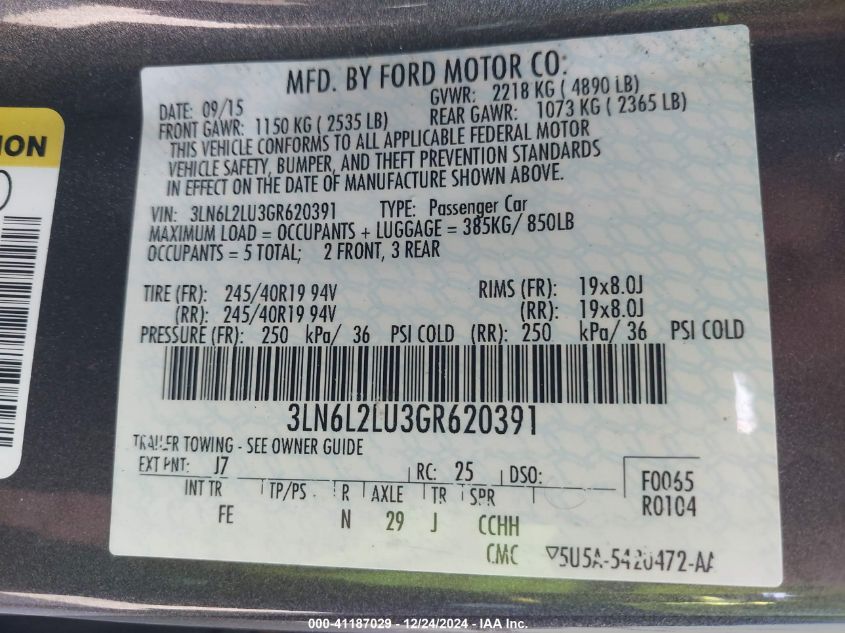 MFD. BY FORD MOTOR CO.
DATE: 09/15 GVWR: 2218 KG ( 4890 LB)
FRONT GAWR: 1150 KG ( 2535 LB) REAR GAWR: 1073 KG ( 2365 LB)
THIS VEHICLE CONFORMS TO ALL APPLICABLE FEDERAL MOTOR
VEHICLE SAFETY, BUMPER, AND THEFT PREVENTION STANDARDS
IN EFFECT ON THE DATE OF MANUFACTURE SHOWN ABOVE.
VIN: 3LN6L2LU3GR620391 TYPE: Passenger Car
MAXIMUM LOAD = OCCUPANTS + LUGGAGE = 385KG/ 850LB
OCCUPANTS = 5 TOTAL; 2 FRONT, 3 REAR
TIRE (FR): 245/40R19 94V RIMS (FR): 19x8.0J
(RR): 245/40R19 94V (RR): 19x8.0J
PRESSURE (FR): 250 kPa/ 36 PSI COLD (RR): 250 kPa/ 36 PSI COLD
3LN6L2LU3GR620391
TRAILER TOWING - SEE OWNER GUIDE
EXT PNT: J7 RC: 25 DSO: F0065
INT TR TP/PS R AXLE TR SPR R0104
FE N 29 J CCHH
CMC ▽5U5A-5420472-AA
ION
000-41187029 - 12/24/2024 - IAA Inc.